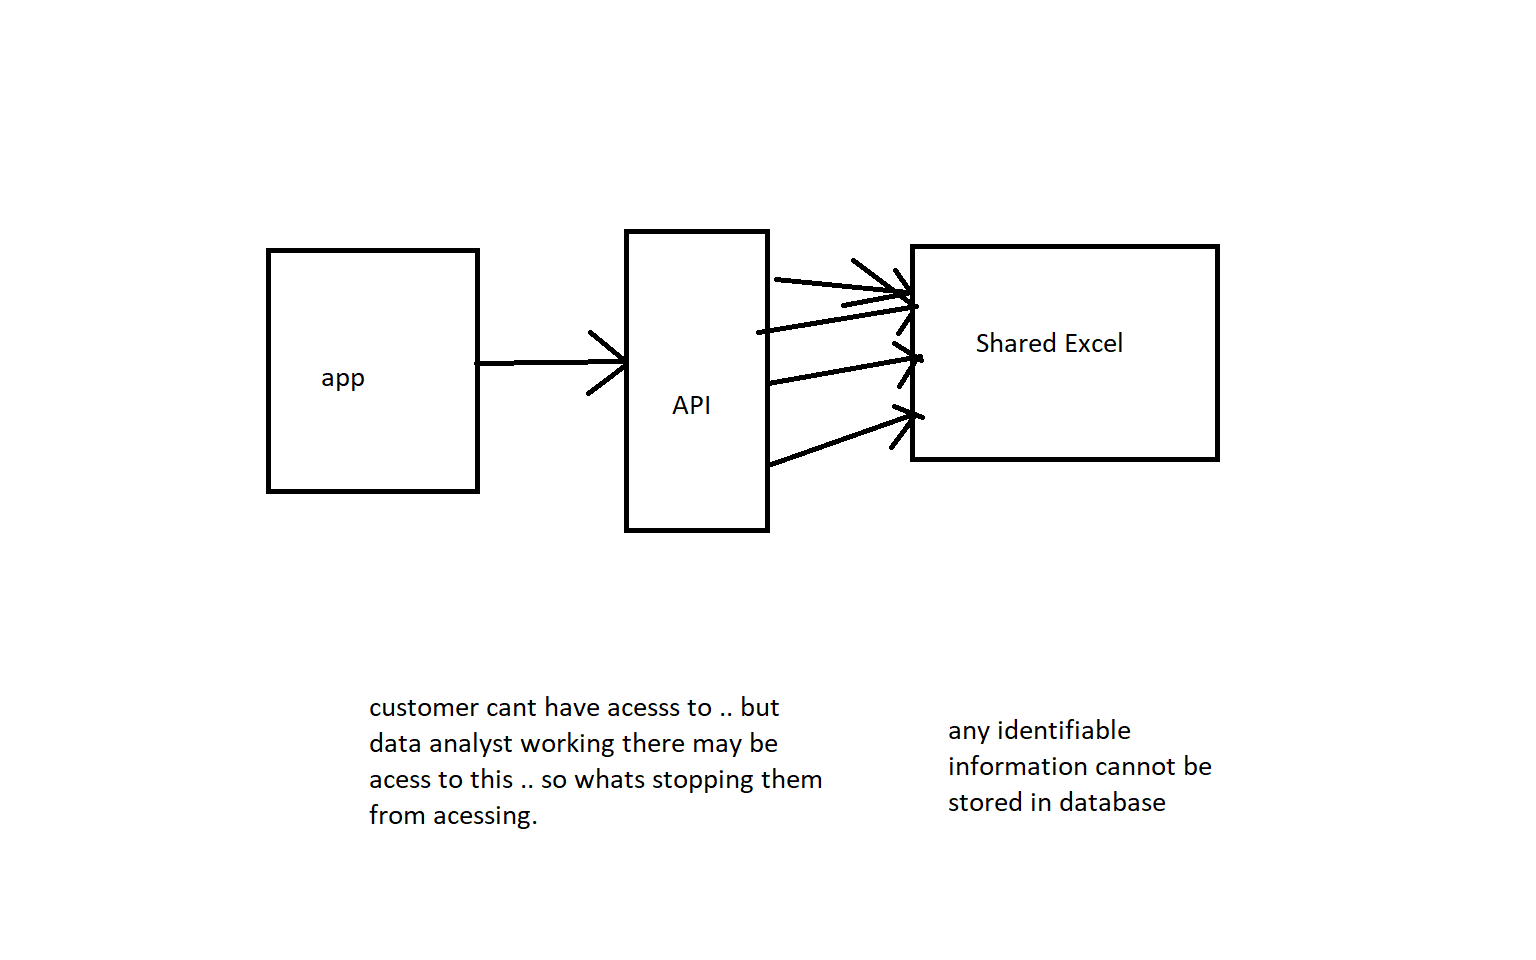 app
API
Shared Excel
customer cant have acesss to .. but
data analyst working there may be
acess to this .. so whats stopping them
from acessing.
any identifiable
information cannot be
stored in database